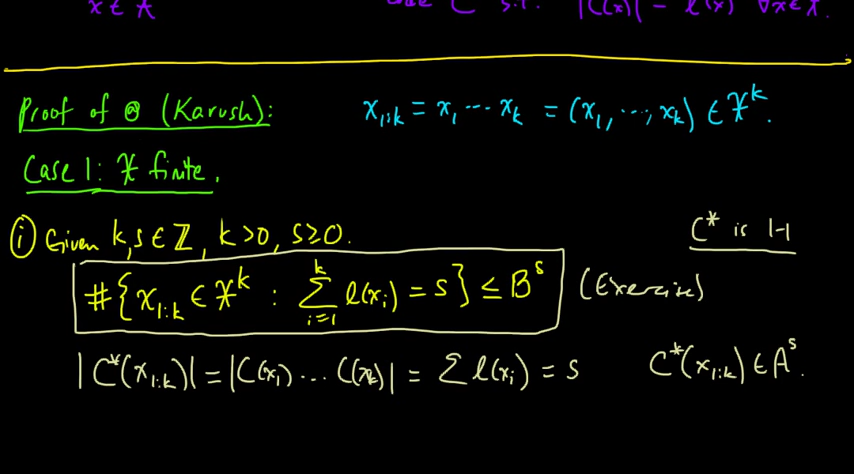 x ∈ A code C s.t. |C(x)| = l(x) ∀x∈X.
Proof of ⓐ (Karush): x_{1:k} = x_1 ⋯ x_k = (x_1, ⋯, x_k) ∈ X^k.
Case 1: X finite.
ⓘ Given k,s ∈ ℤ, k>0, s≥0. C* is 1-1
#{x_{1:k} ∈ X^k : ∑_{i=1}^{k} l(x_i) = s} ≤ B^s (Exercise)
|C*(x_{1:k})| = |C(x_1) ... C(x_k)| = ∑ l(x_i) = s C*(x_{1:k}) ∈ A^s.